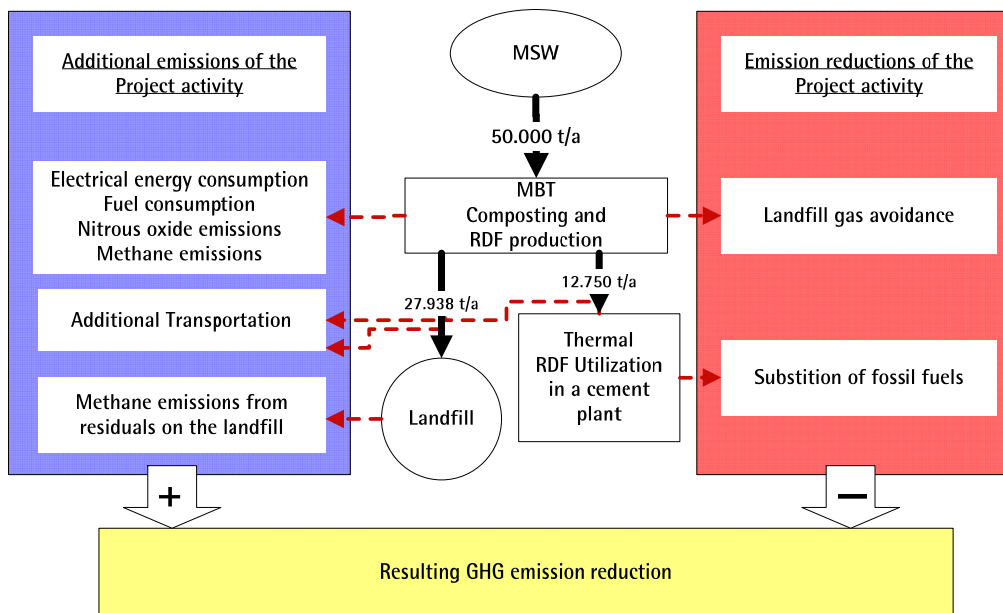 Additional emissions of the
Project activity
Electrical energy consumption
Fuel consumption
Nitrous oxide emissions
Methane emissions
Additional Transportation
Methane emissions from
residuals on the landfill
+
MSW
50.000 t/a
MBT
Composting and
RDF production
27.938 t/a
12.750 t/a
Landfill
Thermal
RDF Utilization
in a cement
plant
Emission reductions of the
Project activity
Landfill gas avoidance
Substition of fossil fuels
—
Resulting GHG emission reduction